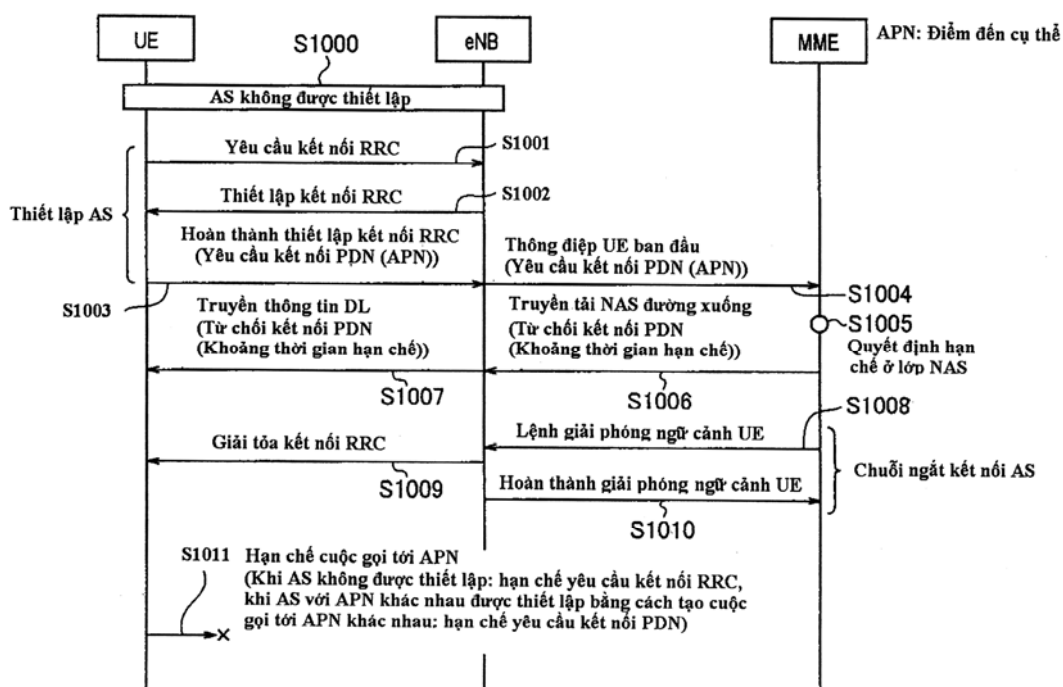 UE
eNB
MME
APN: Điểm đến cụ thể
S1000
AS không được thiết lập
Yêu cầu kết nối RRC
S1001
Thiết lập kết nối RRC
S1002
Thiết lập AS
Hoàn thành thiết lập kết nối RRC
(Yêu cầu kết nối PDN (APN))
S1003
Thông điệp UE ban đầu
(Yêu cầu kết nối PDN (APN))
S1004
Truyền thông tin DL
(Từ chối kết nối PDN
(Khoảng thời gian hạn chế))
S1007
Truyền tải NAS đường xuống
(Từ chối kết nối PDN
(Khoảng thời gian hạn chế))
S1006
S1005
Quyết định hạn
chế ở lớp NAS
S1008
Lệnh giải phóng ngữ cảnh UE
Giải tỏa kết nối RRC
S1009
Hoàn thành giải phóng ngữ cảnh UE
S1010
Chuỗi ngắt kết nối AS
S1011
Hạn chế cuộc gọi tới APN
(Khi AS không được thiết lập: hạn chế yêu cầu kết nối RRC,
khi AS với APN khác nhau được thiết lập bằng cách tạo cuộc
gọi tới APN khác nhau: hạn chế yêu cầu kết nối PDN)